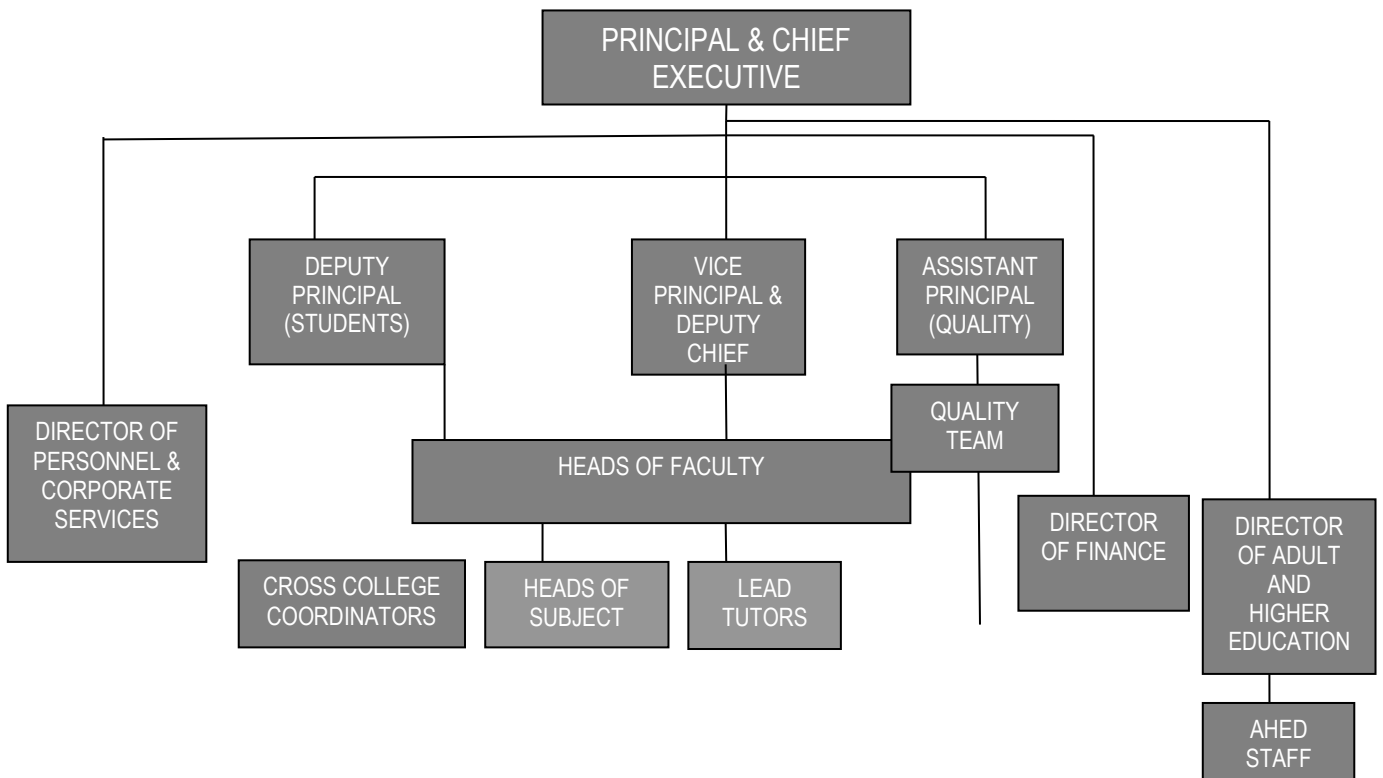 PRINCIPAL & CHIEF
EXECUTIVE
DEPUTY
PRINCIPAL
(STUDENTS)
VICE
PRINCIPAL &
DEPUTY
CHIEF
ASSISTANT
PRINCIPAL
(QUALITY)
DIRECTOR OF
PERSONNEL &
CORPORATE
SERVICES
HEADS OF FACULTY
QUALITY
TEAM
DIRECTOR
OF FINANCE
DIRECTOR
OF ADULT
AND
HIGHER
EDUCATION
CROSS COLLEGE
COORDINATORS
HEADS OF
SUBJECT
LEAD
TUTORS
AHED
STAFF